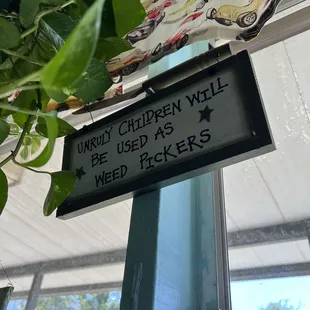 UNRULY CHILDREN WILL
BE USED AS
WEED PICKERS